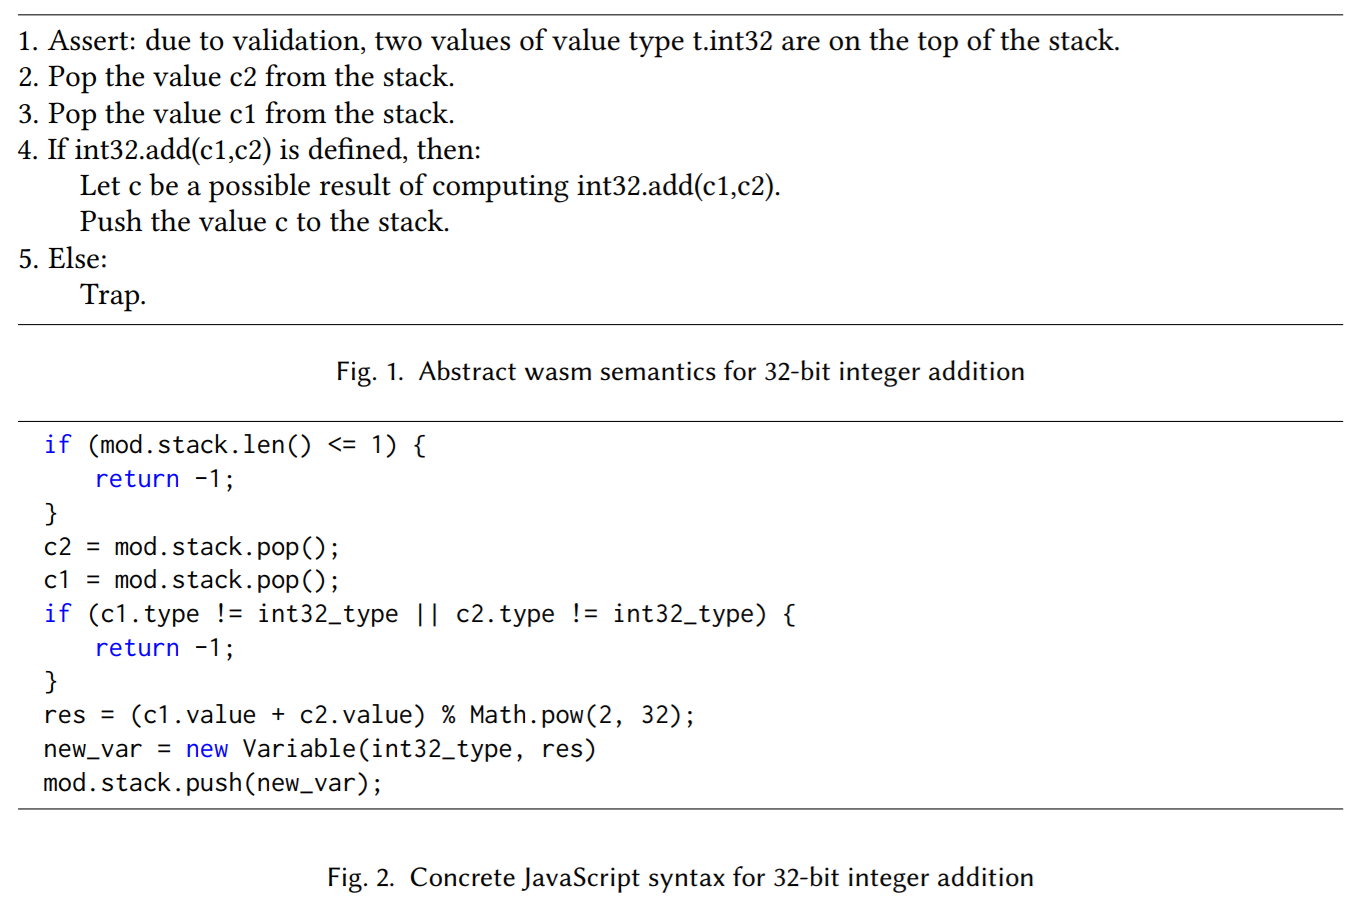 1. Assert: due to validation, two values of value type t.int32 are on the top of the stack.
2. Pop the value c2 from the stack.
3. Pop the value c1 from the stack.
4. If int32.add(c1,c2) is defined, then:
Let c be a possible result of computing int32.add(c1,c2).
Push the value c to the stack.
5. Else:
Trap.
Fig. 1. Abstract wasm semantics for 32-bit integer addition
if (mod.stack.len() <= 1) {
return -1;
}
c2 = mod.stack.pop();
c1 = mod.stack.pop();
if (c1.type != int32_type || c2.type != int32_type) {
return -1;
}
res = (c1.value + c2.value) % Math.pow(2, 32);
new_var = new Variable(int32_type, res)
mod.stack.push(new_var);
Fig. 2. Concrete JavaScript syntax for 32-bit integer addition